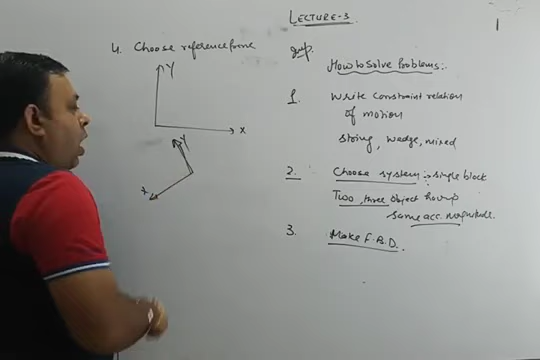 LECTURE-3
1
Imp.
How to Solve Problems:-
1. Write Constraint relation
of motion
string, wedge, mixed
2. Choose system:- single block
Two, three object having
same acc. magnitude.
3. Make F.B.D.
4. Choose reference frame
Y
X
Y
X